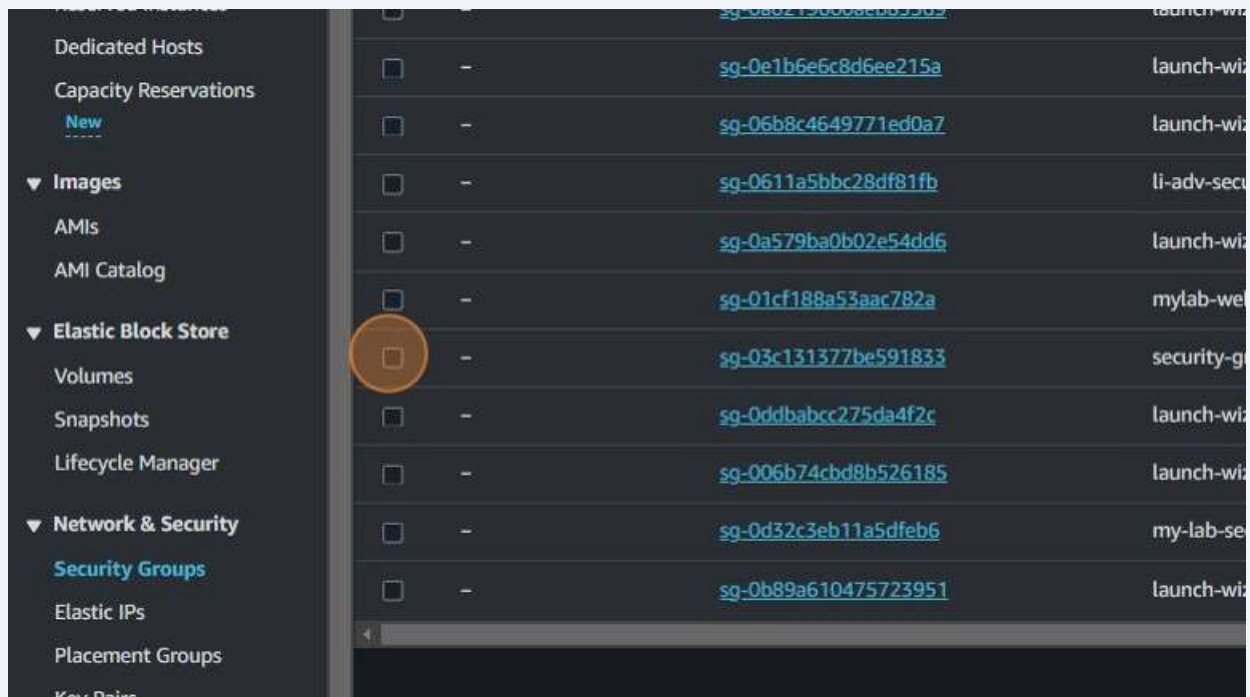 Dedicated Hosts
Capacity Reservations
New
Images
AMIs
AMI Catalog
Elastic Block Store
Volumes
Snapshots
Lifecycle Manager
Network & Security
Security Groups
Elastic IPs
Placement Groups
Key Pairs
– sg-0e1b6e6c8d6ee215a launch-wiz
– sg-06b8c4649771ed0a7 launch-wiz
– sg-0611a5bbc28df81fb li-adv-secu
– sg-0a579ba0b02e54dd6 launch-wiz
– sg-01cf188a53aac782a mylab-wel
– sg-03c131377be591833 security-g
– sg-0ddbabcc275da4f2c launch-wiz
– sg-006b74cbd8b526185 launch-wiz
– sg-0d32c3eb11a5dfeb6 my-lab-se
– sg-0b89a610475723951 launch-wiz